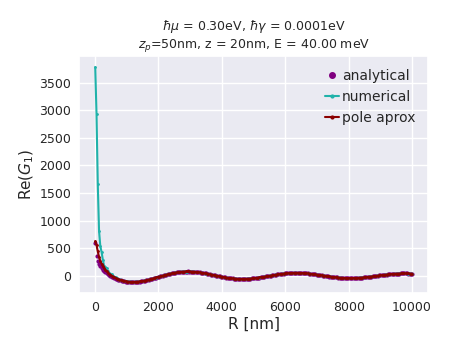 ℏμ = 0.30eV, ℏγ = 0.0001eV
z_p=50nm, z = 20nm, E = 40.00 meV
analytical
numerical
pole aprox
Re(G₁)
3500
3000
2500
2000
1500
1000
500
0
0 2000 4000 6000 8000 10000
R [nm]